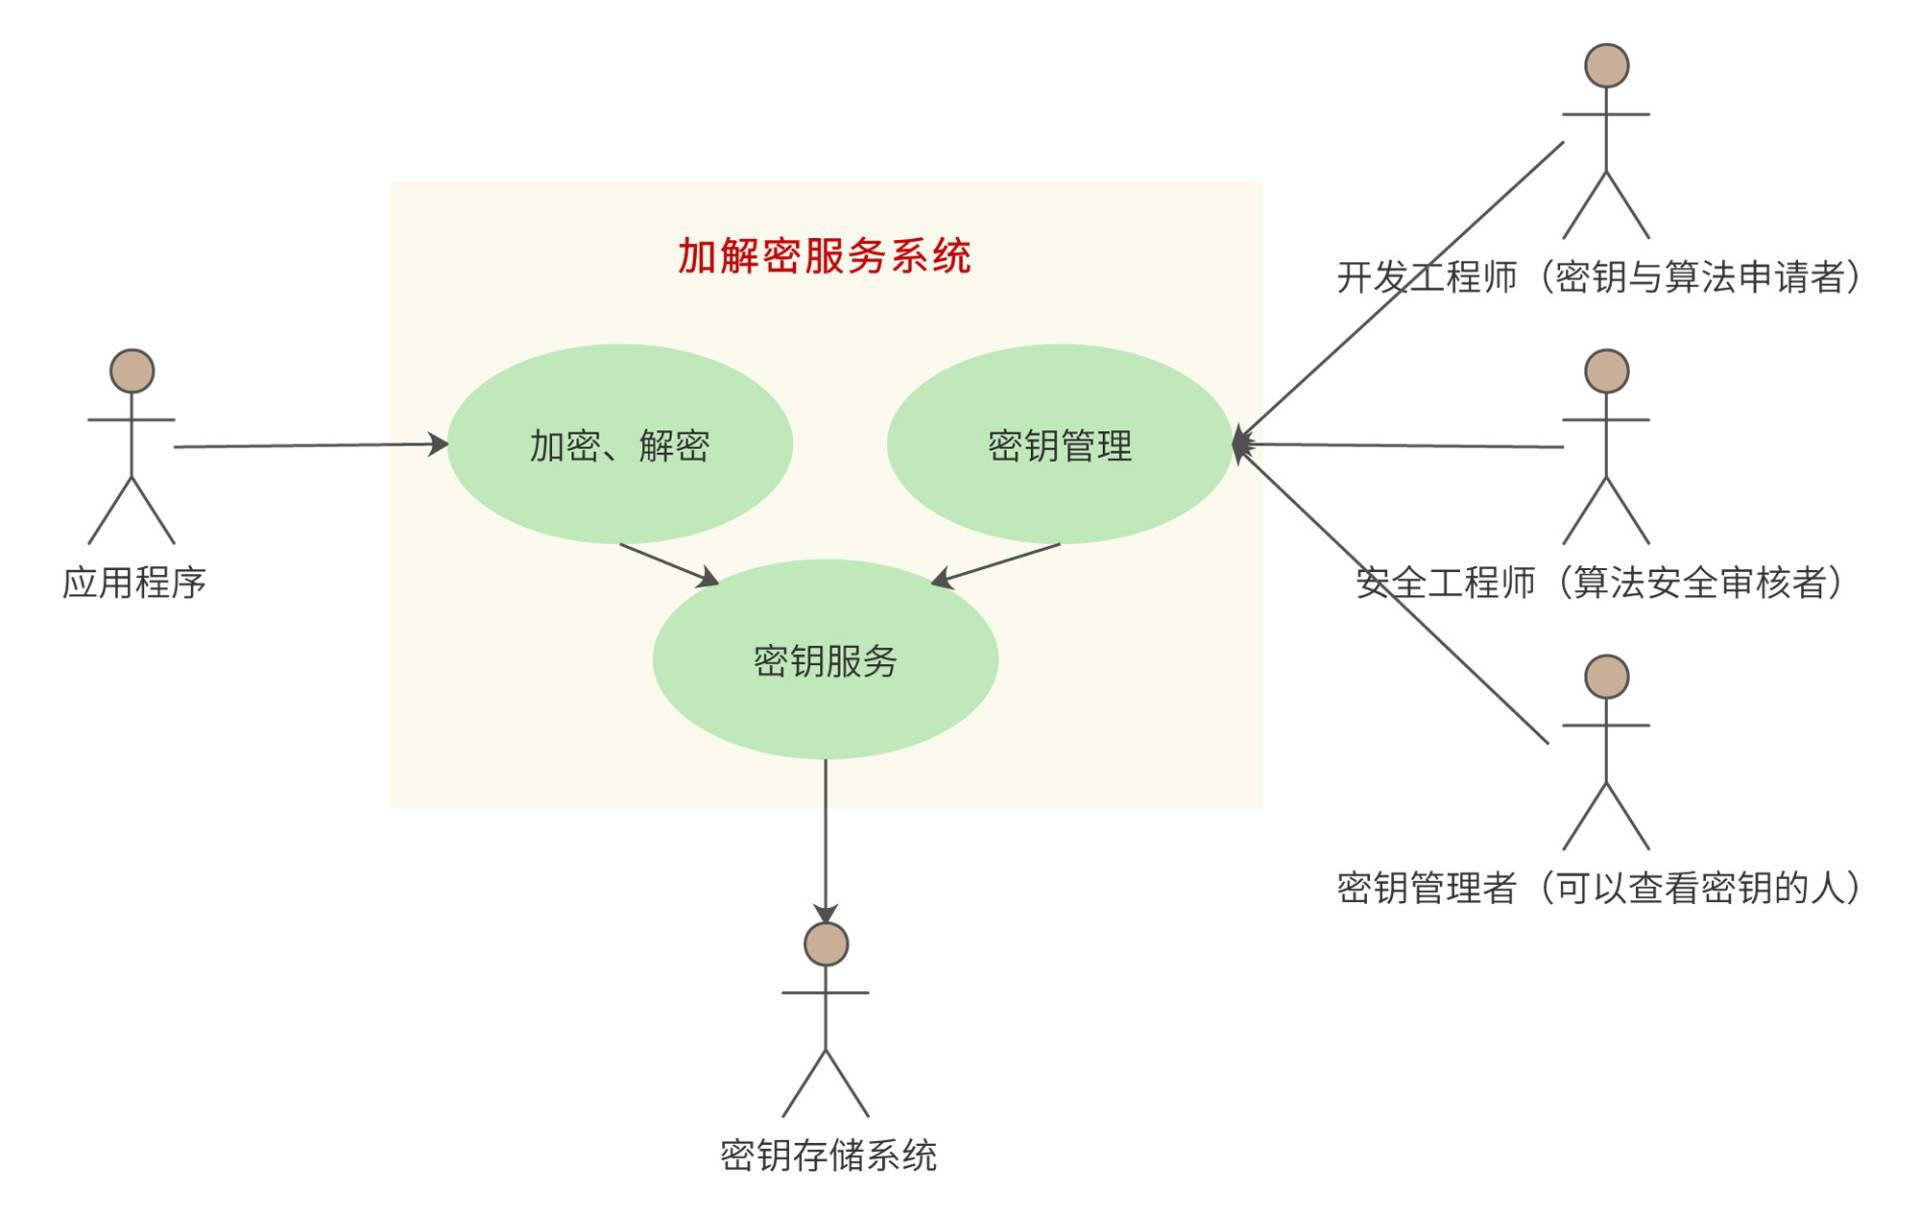 加解密服务系统
开发工程师（密钥与算法申请者）
加密、解密
密钥管理
应用程序
安全工程师（算法安全审核者）
密钥服务
密钥管理者（可以查看密钥的人）
密钥存储系统